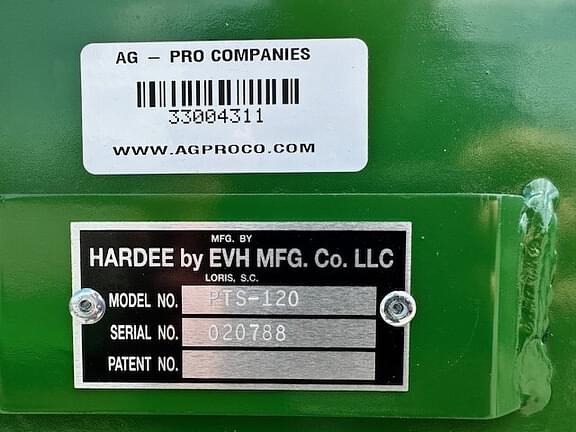 AG – PRO COMPANIES
33004311
WWW.AGPROCO.COM
MFG. BY
HARDEE by EVH MFG. Co. LLC
LORIS, S.C.
MODEL NO. PTS-120
SERIAL NO. 020788
PATENT NO.